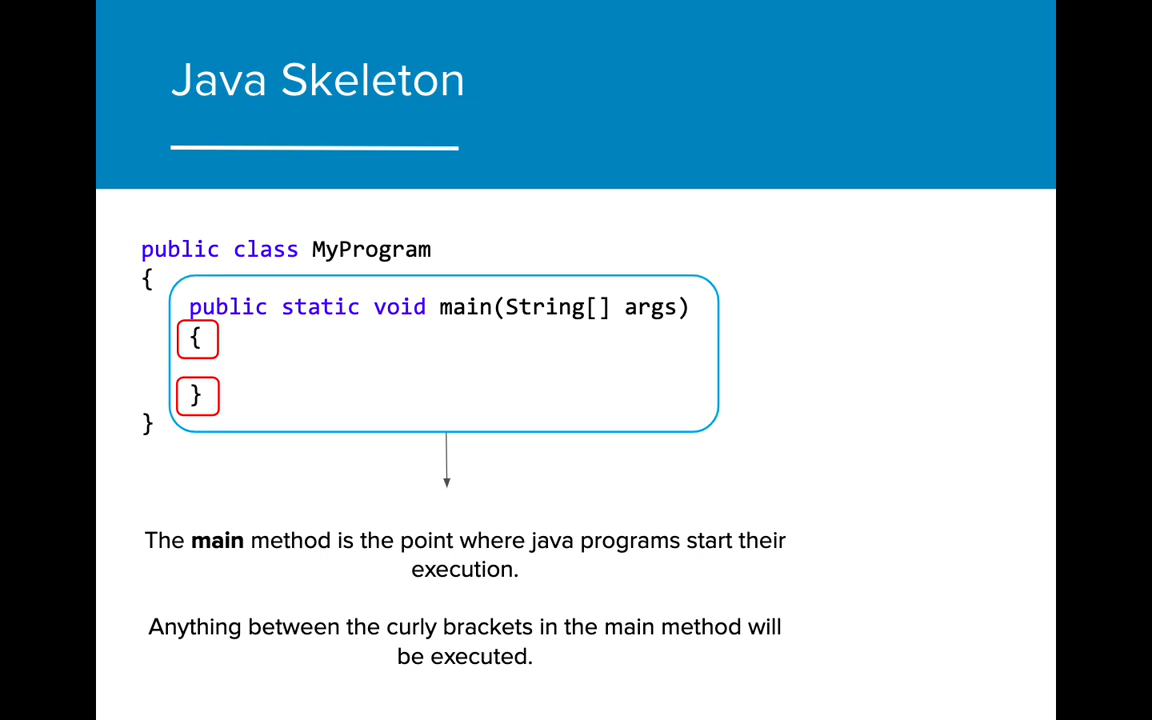 Java Skeleton
public class MyProgram
{
public static void main(String[] args)
{
}
}
The main method is the point where java programs start their
execution.
Anything between the curly brackets in the main method will
be executed.